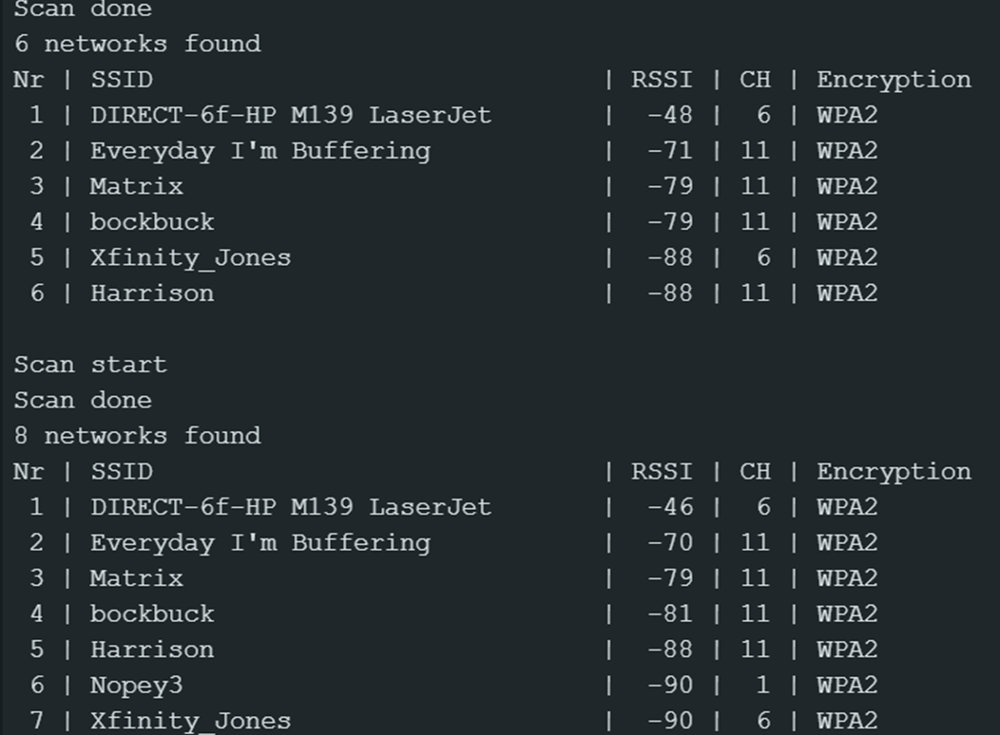 Scan done
6 networks found
Nr | SSID | RSSI | CH | Encryption
1 | DIRECT-6f-HP M139 LaserJet | -48 | 6 | WPA2
2 | Everyday I'm Buffering | -71 | 11 | WPA2
3 | Matrix | -79 | 11 | WPA2
4 | bockbuck | -79 | 11 | WPA2
5 | Xfinity_Jones | -88 | 6 | WPA2
6 | Harrison | -88 | 11 | WPA2
Scan start
Scan done
8 networks found
Nr | SSID | RSSI | CH | Encryption
1 | DIRECT-6f-HP M139 LaserJet | -46 | 6 | WPA2
2 | Everyday I'm Buffering | -70 | 11 | WPA2
3 | Matrix | -79 | 11 | WPA2
4 | bockbuck | -81 | 11 | WPA2
5 | Harrison | -88 | 11 | WPA2
6 | Nopey3 | -90 | 1 | WPA2
7 | Xfinity_Jones | -90 | 6 | WPA2